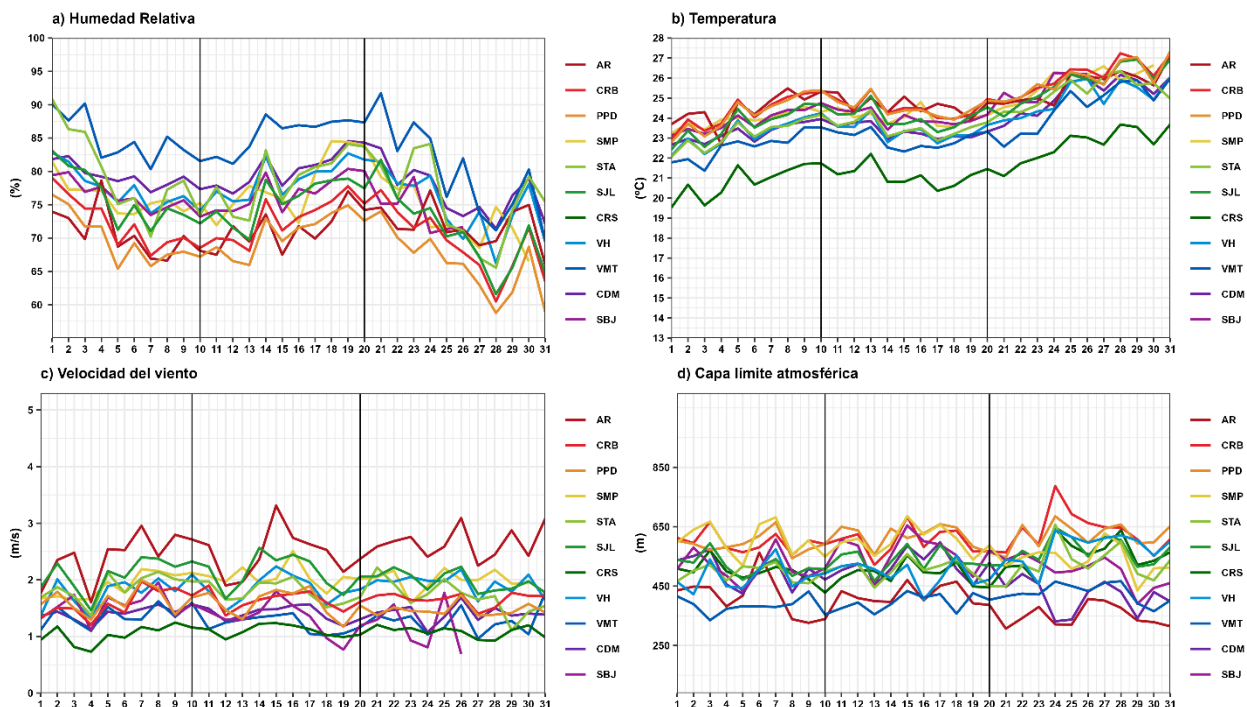 a) Humedad Relativa
100
95
90
85
80
75
70
65
60
(%)
1 2 3 4 5 6 7 8 9 10 11 12 13 14 15 16 17 18 19 20 21 22 23 24 25 26 27 28 29 30 31
AR
CRB
PPD
SMP
STA
SJL
CRS
VH
VMT
CDM
SBJ
b) Temperatura
28
27
26
25
24
23
22
21
20
19
18
17
16
15
14
13
(ºC)
1 2 3 4 5 6 7 8 9 10 11 12 13 14 15 16 17 18 19 20 21 22 23 24 25 26 27 28 29 30 31
AR
CRB
PPD
SMP
STA
SJL
CRS
VH
VMT
CDM
SBJ
c) Velocidad del viento
5
4
3
2
1
0
(m/s)
1 2 3 4 5 6 7 8 9 10 11 12 13 14 15 16 17 18 19 20 21 22 23 24 25 26 27 28 29 30 31
AR
CRB
PPD
SMP
STA
SJL
CRS
VH
VMT
CDM
SBJ
d) Capa limite atmosférica
850
650
450
250
(m)
1 2 3 4 5 6 7 8 9 10 11 12 13 14 15 16 17 18 19 20 21 22 23 24 25 26 27 28 29 30 31
AR
CRB
PPD
SMP
STA
SJL
CRS
VH
VMT
CDM
SBJ